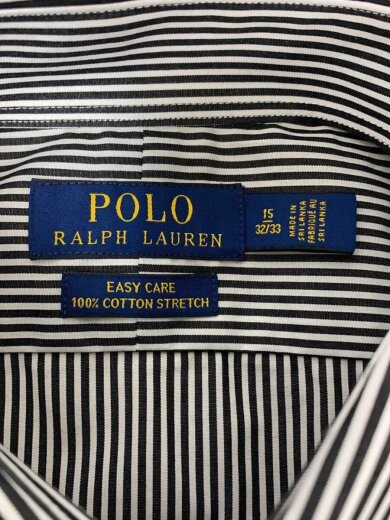 POLO
RALPH LAUREN
15
32/33
MADE IN
SRI LANKA
FABRIQUÉ AU
SRI LANKA
EASY CARE
100% COTTON STRETCH